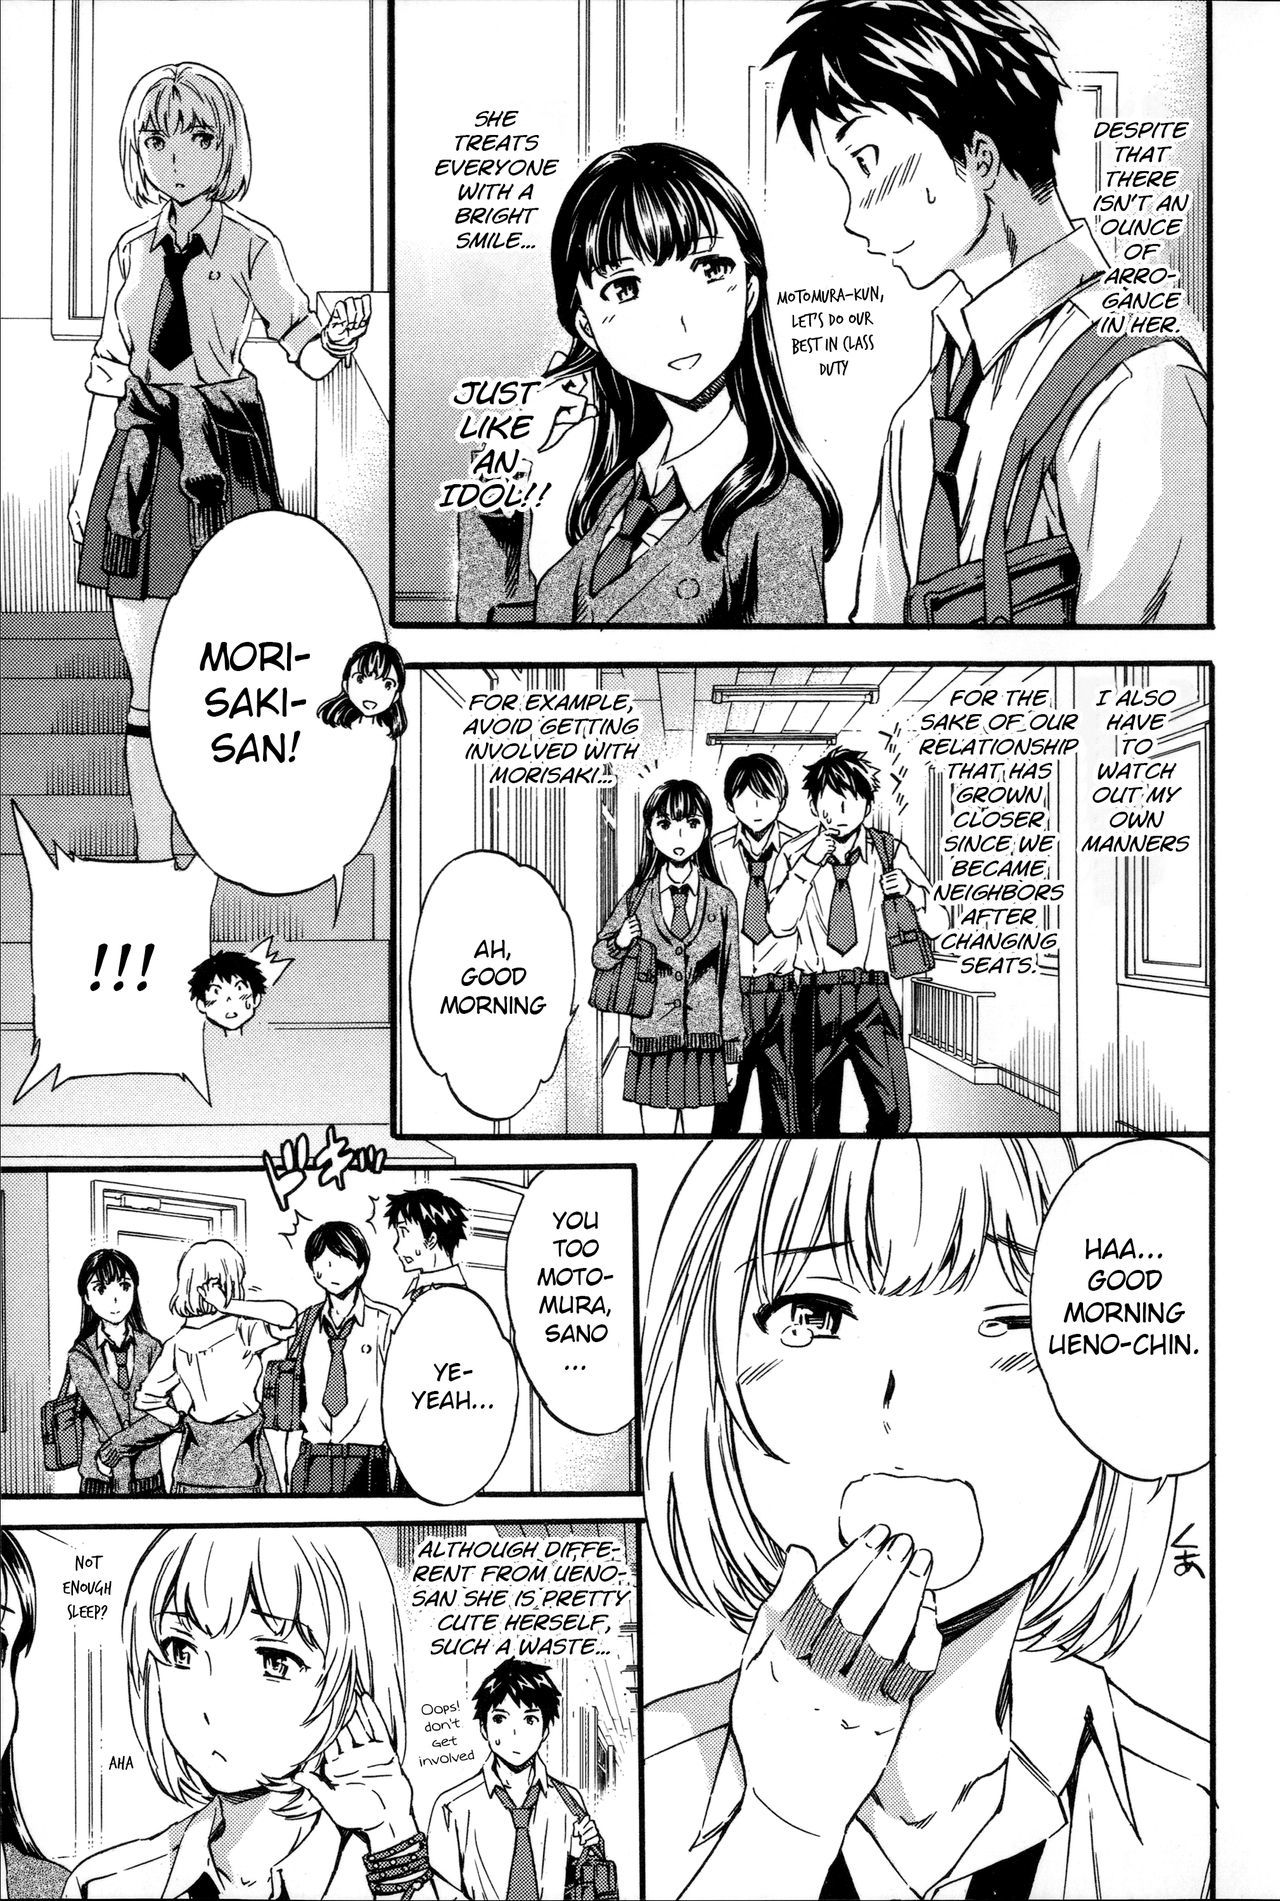 DESPITE
THAT
THERE
ISN'T AN
OUNCE
OF
ARRO-
GANCE
IN HER.
SHE
TREATS
EVERYONE
WITH A
BRIGHT
SMILE...
MOTOMURA-KUN,
LET'S DO OUR
BEST IN CLASS
DUTY
JUST
LIKE
AN
IDOL!!
I ALSO
HAVE
TO
WATCH
OUT MY
OWN
MANNERS
FOR THE
SAKE OF OUR
RELATIONSHIP
THAT HAS
GROWN
CLOSER
SINCE WE
BECAME
NEIGHBORS
AFTER
CHANGING
SEATS.
FOR EXAMPLE,
AVOID GETTING
INVOLVED WITH
MORISAKI...
AH,
GOOD
MORNING
MORI-
SAKI-
SAN!
!!!
HAA...
GOOD
MORNING
UENO-CHIN.
くあ
YOU
TOO
MOTO-
MURA,
SANO
...
YE-
YEAH...
ドキッ
ALTHOUGH DIFFE-
RENT FROM UENO-
SAN SHE IS PRETTY
CUTE HERSELF,
SUCH A WASTE...
Oops!
don't
get
involved
NOT
ENOUGH
SLEEP?
AHA